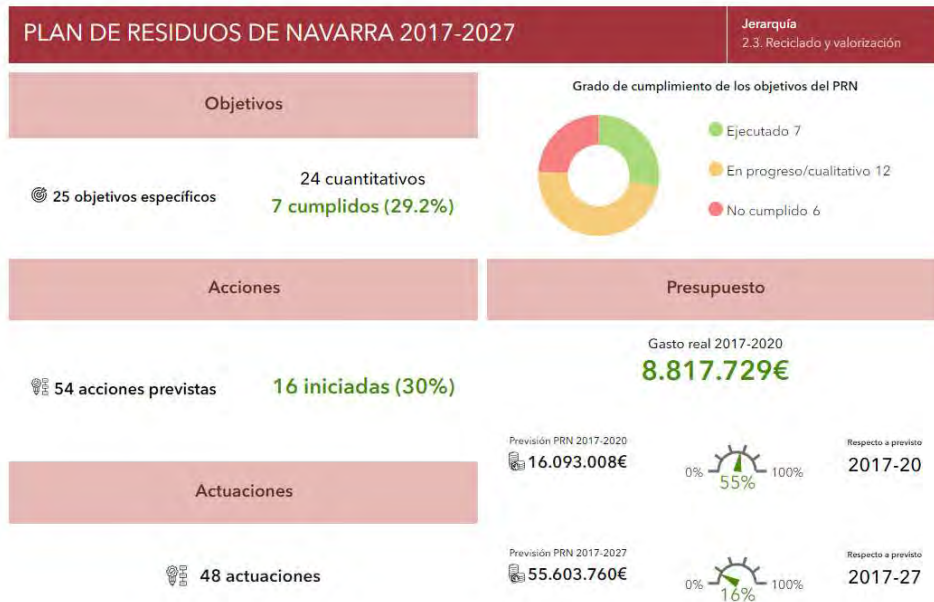 PLAN DE RESIDUOS DE NAVARRA 2017-2027
Jerarquía
2.3. Reciclado y valorización
Objetivos
25 objetivos específicos
24 cuantitativos
7 cumplidos (29.2%)
Grado de cumplimiento de los objetivos del PRN
Ejecutado 7
En progreso/cualitativo 12
No cumplido 6
Acciones
54 acciones previstas
16 iniciadas (30%)
Actuaciones
48 actuaciones
Presupuesto
Gasto real 2017-2020
8.817.729€
Previsión PRN 2017-2020
16.093.008€
0%
100%
55%
Respecto a previsto
2017-20
Previsión PRN 2017-2027
55.603.760€
0%
100%
16%
Respecto a previsto
2017-27